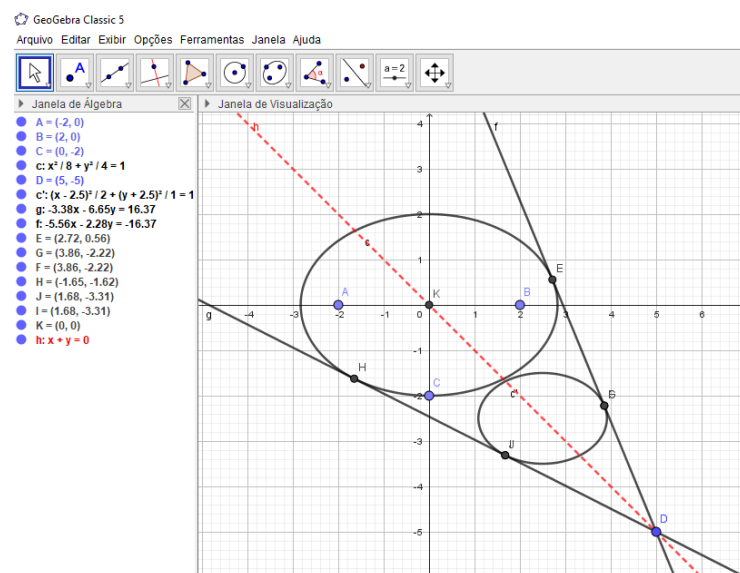 GeoGebra Classic 5
Arquivo Editar Exibir Opções Ferramentas Janela Ajuda
A α a = 2
Janela de Álgebra
Janela de Visualização
A = (-2, 0)
B = (2, 0)
C = (0, -2)
c: x² / 8 + y² / 4 = 1
D = (5, -5)
c': (x - 2.5)² / 2 + (y + 2.5)² / 1 = 1
g: -3.38x - 6.65y = 16.37
f: -5.56x - 2.28y = -16.37
E = (2.72, 0.56)
G = (3.86, -2.22)
F = (3.86, -2.22)
H = (-1.65, -1.62)
J = (1.68, -3.31)
I = (1.68, -3.31)
K = (0, 0)
h: x + y = 0
4
h
f
3
2
c
1
E
A
K
B
g
-4 -3 -2 -1 0 1 2 3 4 5 6
-1
H
C
-2
c'
-3
-4
D
-5